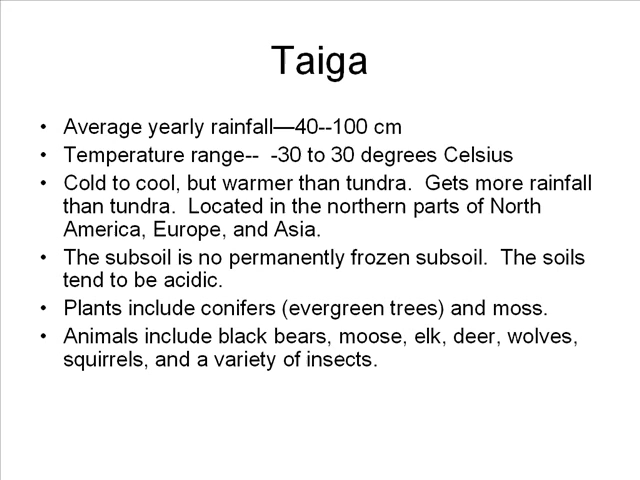 Taiga
• Average yearly rainfall—40--100 cm
• Temperature range--  -30 to 30 degrees Celsius
• Cold to cool, but warmer than tundra.  Gets more rainfall
than tundra.  Located in the northern parts of North
America, Europe, and Asia.
• The subsoil is no permanently frozen subsoil.  The soils
tend to be acidic.
• Plants include conifers (evergreen trees) and moss.
• Animals include black bears, moose, elk, deer, wolves,
squirrels, and a variety of insects.